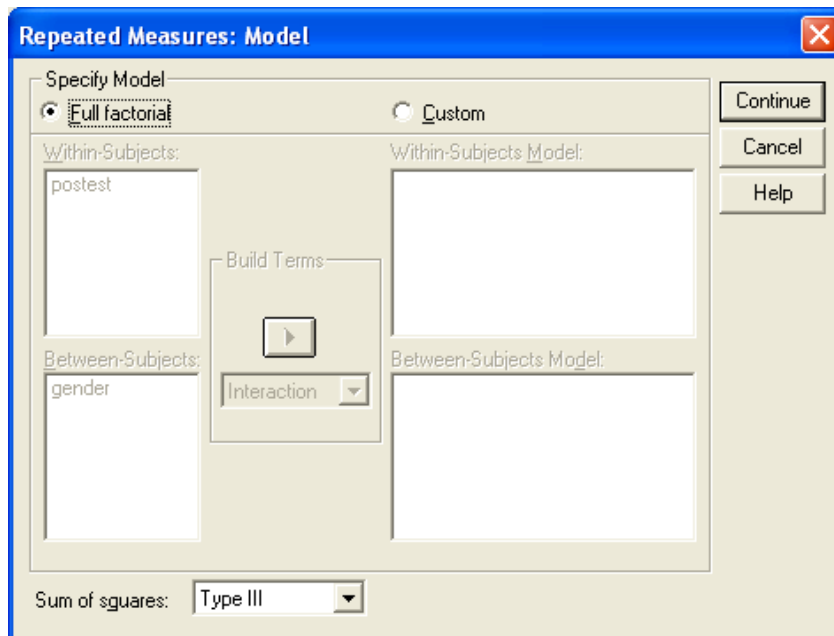 Repeated Measures: Model
Specify Model
Full factorial
Custom
Continue
Cancel
Help
Within-Subjects:
postest
Within-Subjects Model:
Build Terms
Interaction
Between-Subjects:
gender
Between-Subjects Model:
Sum of squares: Type III